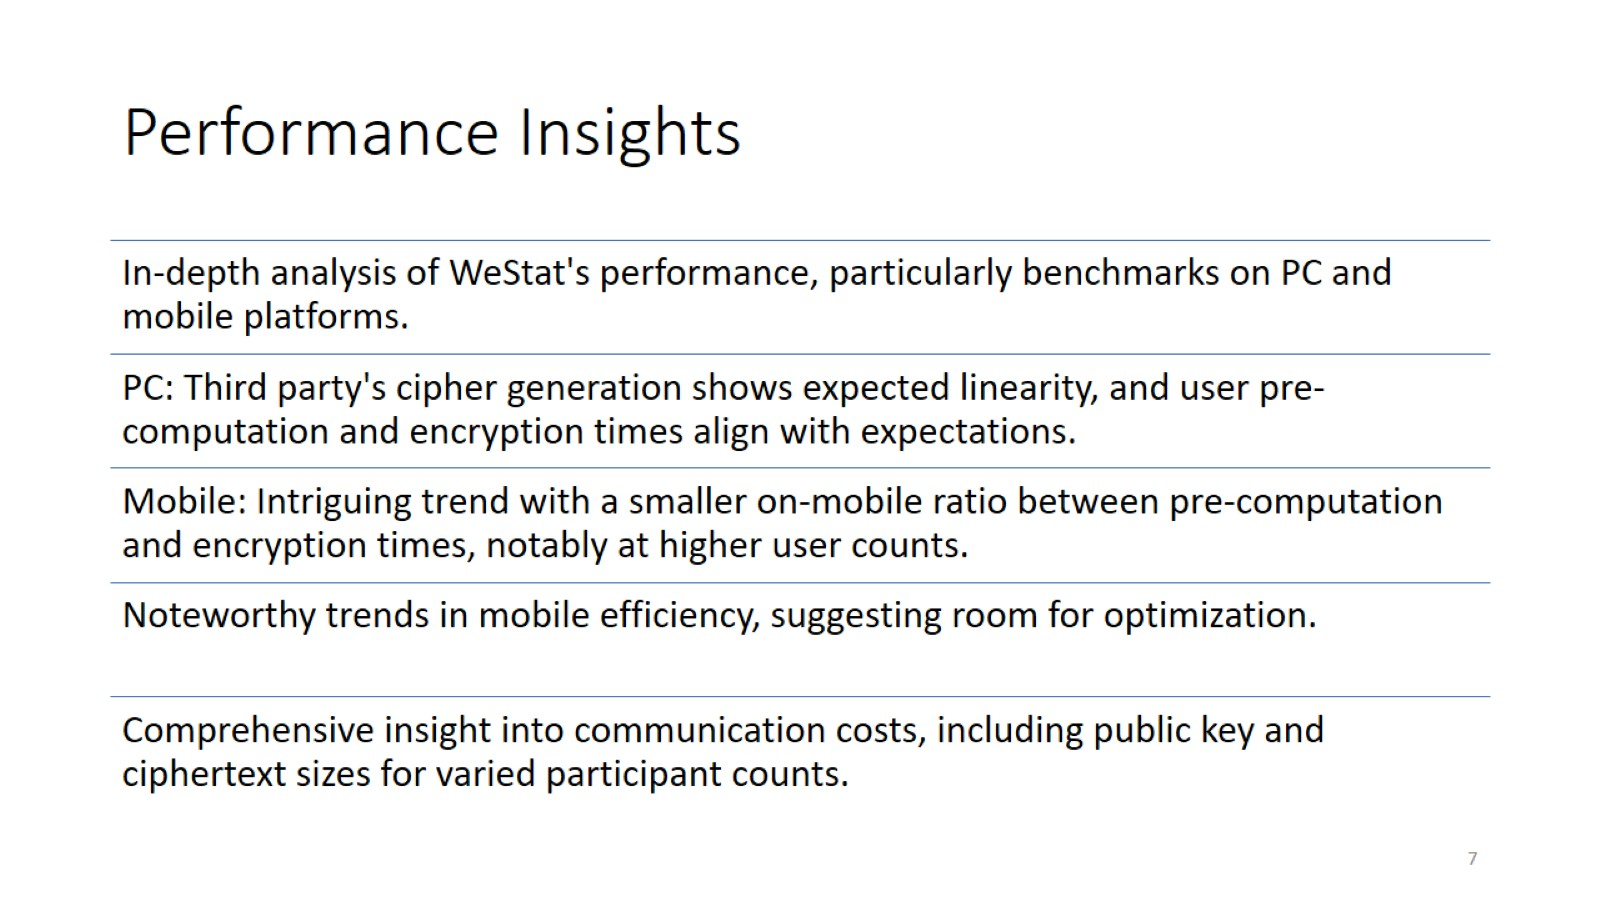 Performance Insights
In-depth analysis of WeStat's performance, particularly benchmarks on PC and
mobile platforms.
PC: Third party's cipher generation shows expected linearity, and user pre-
computation and encryption times align with expectations.
Mobile: Intriguing trend with a smaller on-mobile ratio between pre-computation
and encryption times, notably at higher user counts.
Noteworthy trends in mobile efficiency, suggesting room for optimization.
Comprehensive insight into communication costs, including public key and
ciphertext sizes for varied participant counts.
7